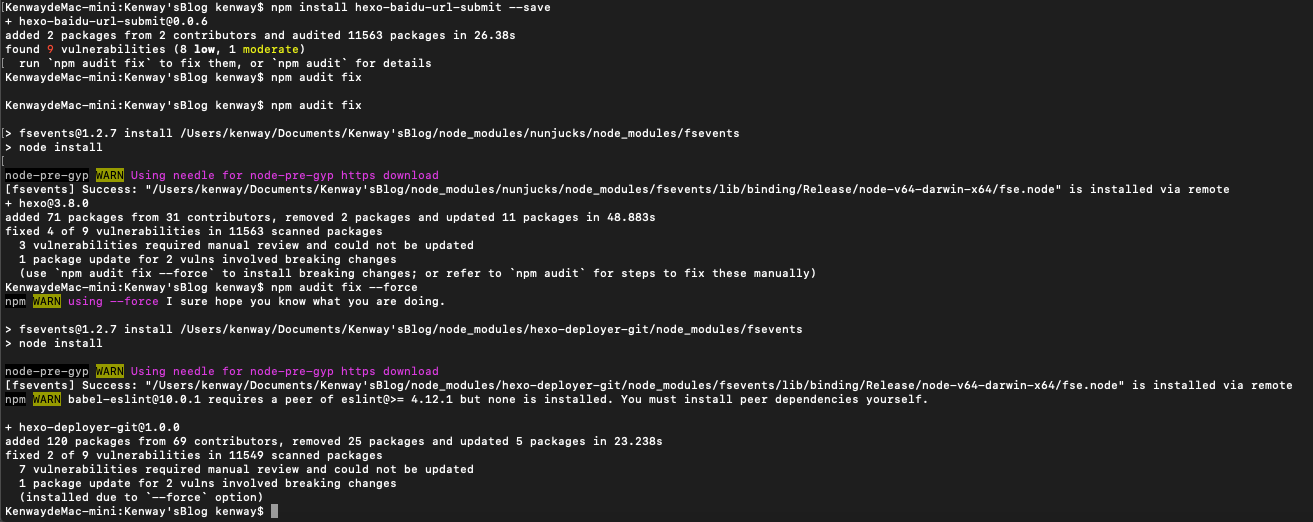 [KenwaydeMac-mini:Kenway'sBlog kenway$ npm install hexo-baidu-url-submit --save
+ hexo-baidu-url-submit@0.0.6
added 2 packages from 2 contributors and audited 11563 packages in 26.38s
found 9 vulnerabilities (8 low, 1 moderate)
[  run `npm audit fix` to fix them, or `npm audit` for details
KenwaydeMac-mini:Kenway'sBlog kenway$ npm audit fix
KenwaydeMac-mini:Kenway'sBlog kenway$ npm audit fix
[> fsevents@1.2.7 install /Users/kenway/Documents/Kenway'sBlog/node_modules/nunjucks/node_modules/fsevents
> node install
[
node-pre-gyp WARN Using needle for node-pre-gyp https download
[fsevents] Success: "/Users/kenway/Documents/Kenway'sBlog/node_modules/nunjucks/node_modules/fsevents/lib/binding/Release/node-v64-darwin-x64/fse.node" is installed via remote
+ hexo@3.8.0
added 71 packages from 31 contributors, removed 2 packages and updated 11 packages in 48.883s
fixed 4 of 9 vulnerabilities in 11563 scanned packages
  3 vulnerabilities required manual review and could not be updated
  1 package update for 2 vulns involved breaking changes
  (use `npm audit fix --force` to install breaking changes; or refer to `npm audit` for steps to fix these manually)
KenwaydeMac-mini:Kenway'sBlog kenway$ npm audit fix --force
npm WARN using --force I sure hope you know what you are doing.
> fsevents@1.2.7 install /Users/kenway/Documents/Kenway'sBlog/node_modules/hexo-deployer-git/node_modules/fsevents
> node install
node-pre-gyp WARN Using needle for node-pre-gyp https download
[fsevents] Success: "/Users/kenway/Documents/Kenway'sBlog/node_modules/hexo-deployer-git/node_modules/fsevents/lib/binding/Release/node-v64-darwin-x64/fse.node" is installed via remote
npm WARN babel-eslint@10.0.1 requires a peer of eslint@>= 4.12.1 but none is installed. You must install peer dependencies yourself.
+ hexo-deployer-git@1.0.0
added 120 packages from 69 contributors, removed 25 packages and updated 5 packages in 23.238s
fixed 2 of 9 vulnerabilities in 11549 scanned packages
  7 vulnerabilities required manual review and could not be updated
  1 package update for 2 vulns involved breaking changes
  (installed due to `--force` option)
KenwaydeMac-mini:Kenway'sBlog kenway$